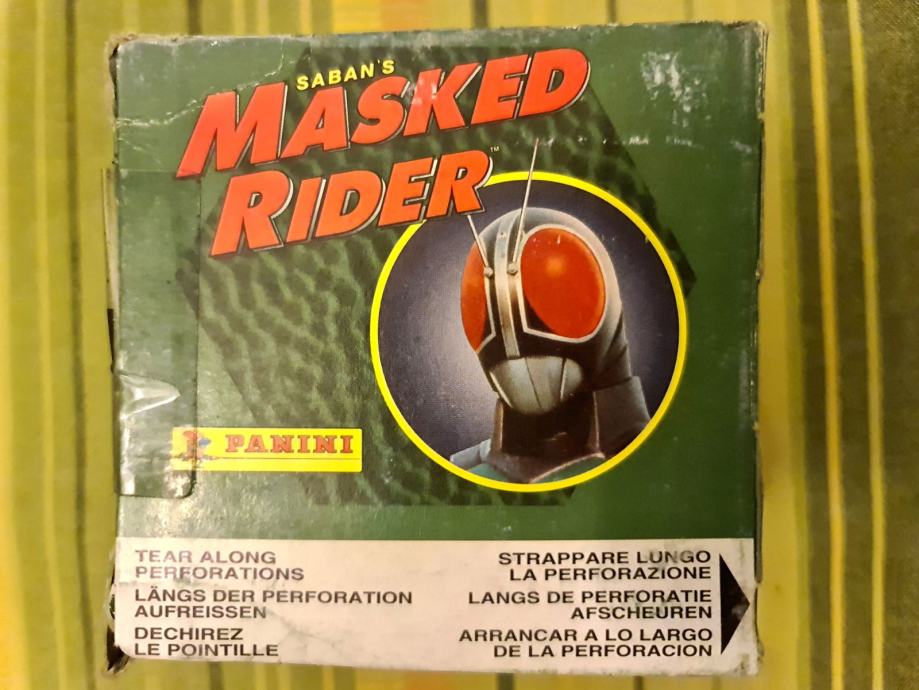 SABAN'S
MASKED
RIDER™
PANINI
TEAR ALONG
PERFORATIONS
LÄNGS DER PERFORATION
AUFREISSEN
DECHIREZ
LE POINTILLE
STRAPPARE LUNGO
LA PERFORAZIONE
LANGS DE PERFORATIE
AFSCHEUREN
ARRANCAR A LO LARGO
DE LA PERFORACION